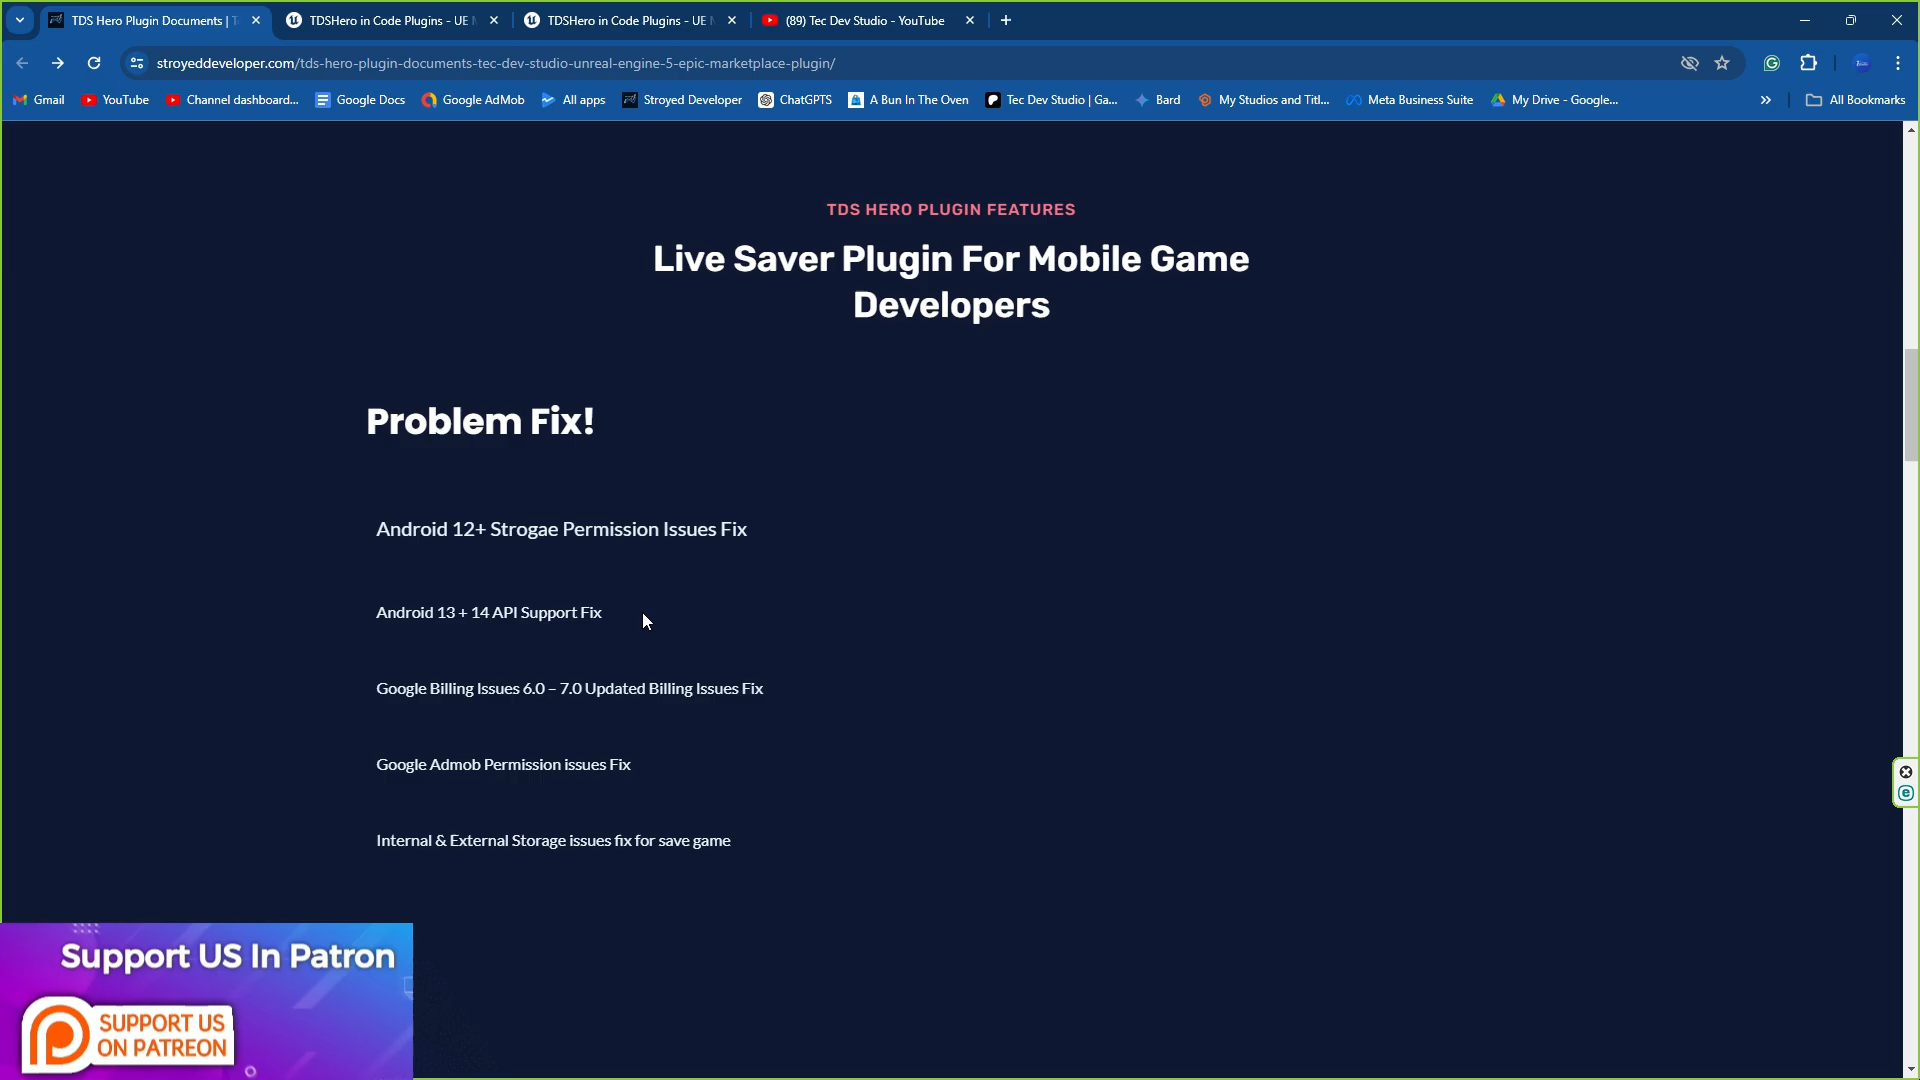 TDS Hero Plugin Documents | T
TDSHero in Code Plugins - UE
TDSHero in Code Plugins - UE
(89) Tec Dev Studio - YouTube
stroyeddeveloper.com/tds-hero-plugin-documents-tec-dev-studio-unreal-engine-5-epic-marketplace-plugin/
Gmail
YouTube
Channel dashboard...
Google Docs
Google AdMob
All apps
Stroyed Developer
ChatGPTS
A Bun In The Oven
Tec Dev Studio | Ga...
Bard
My Studios and Titl...
Meta Business Suite
My Drive - Google...
All Bookmarks
TDS HERO PLUGIN FEATURES
Live Saver Plugin For Mobile Game
Developers
Problem Fix!
Android 12+ Strogae Permission Issues Fix
Android 13 + 14 API Support Fix
Google Billing Issues 6.0 – 7.0 Updated Billing Issues Fix
Google Admob Permission issues Fix
Internal & External Storage issues fix for save game
Support US In Patron
SUPPORT US
ON PATREON